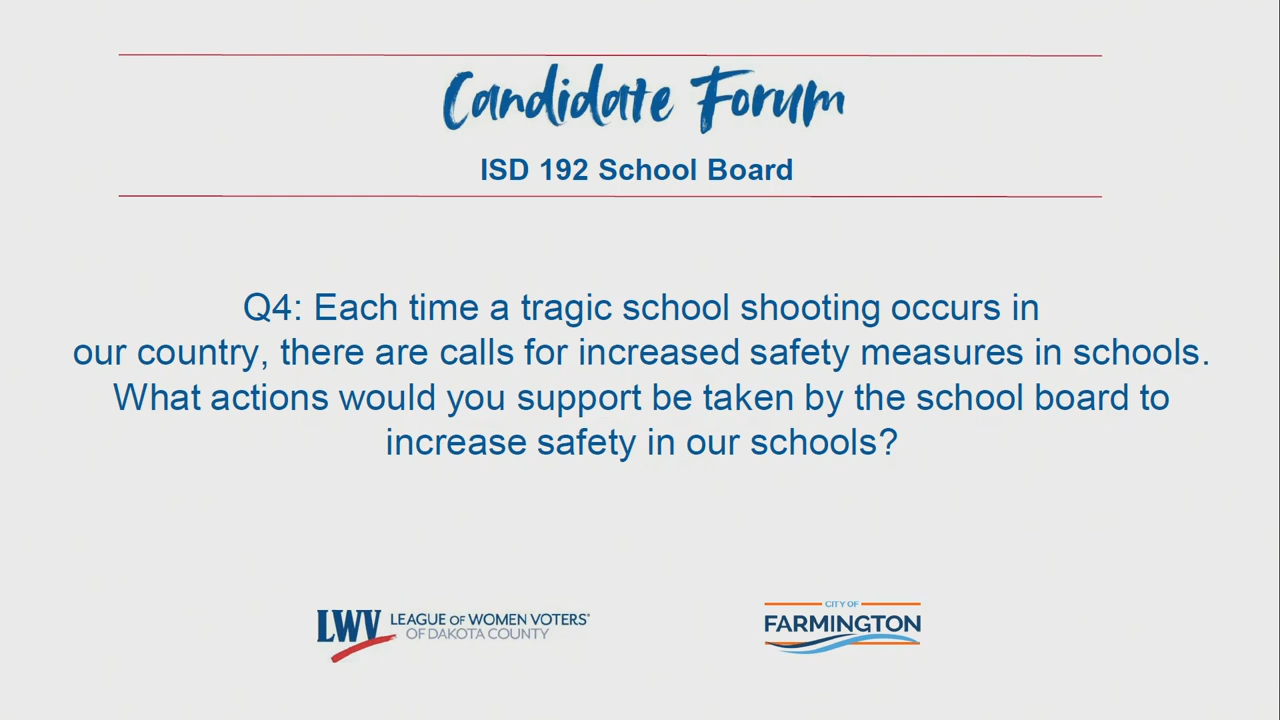 Candidate Forum
ISD 192 School Board
Q4: Each time a tragic school shooting occurs in
our country, there are calls for increased safety measures in schools.
What actions would you support be taken by the school board to
increase safety in our schools?
LWV LEAGUE OF WOMEN VOTERS®
OF DAKOTA COUNTY
CITY OF
FARMINGTON